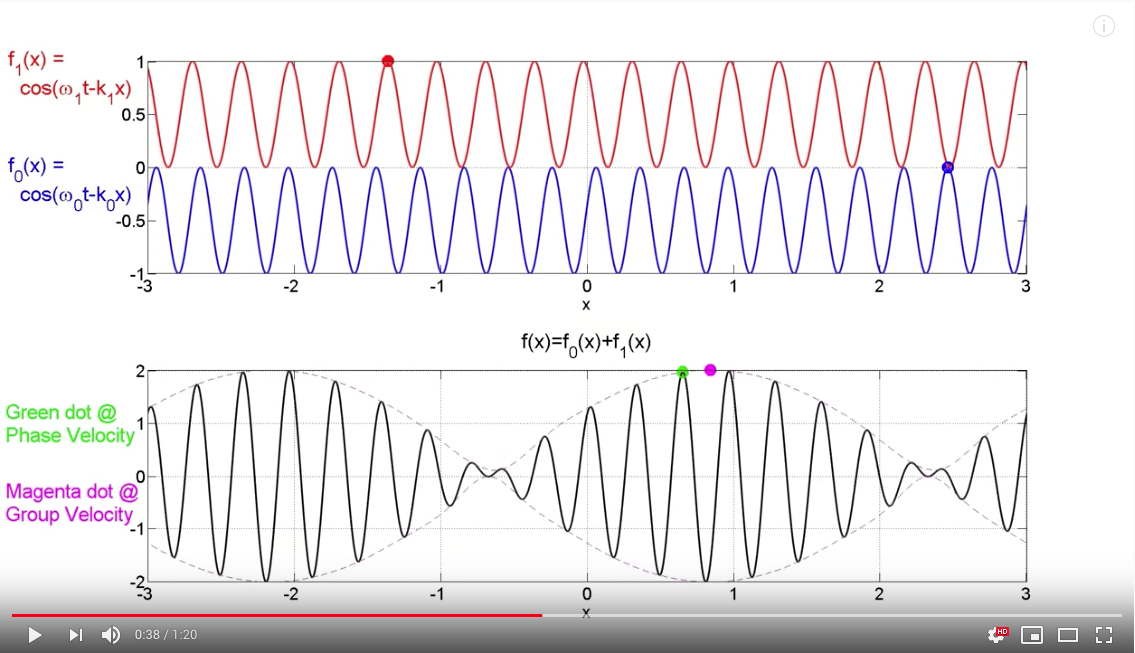 f₁(x) =
cos(ω₁t-k₁x)
f₀(x) =
cos(ω₀t-k₀x)
1
0.5
0
-0.5
-1
-3 -2 -1 0 1 2 3
x
f(x)=f₀(x)+f₁(x)
Green dot @
Phase Velocity
Magenta dot @
Group Velocity
2
1
0
-1
-2
-3 -2 -1 0 1 2 3
x
0:38 / 1:20
HD